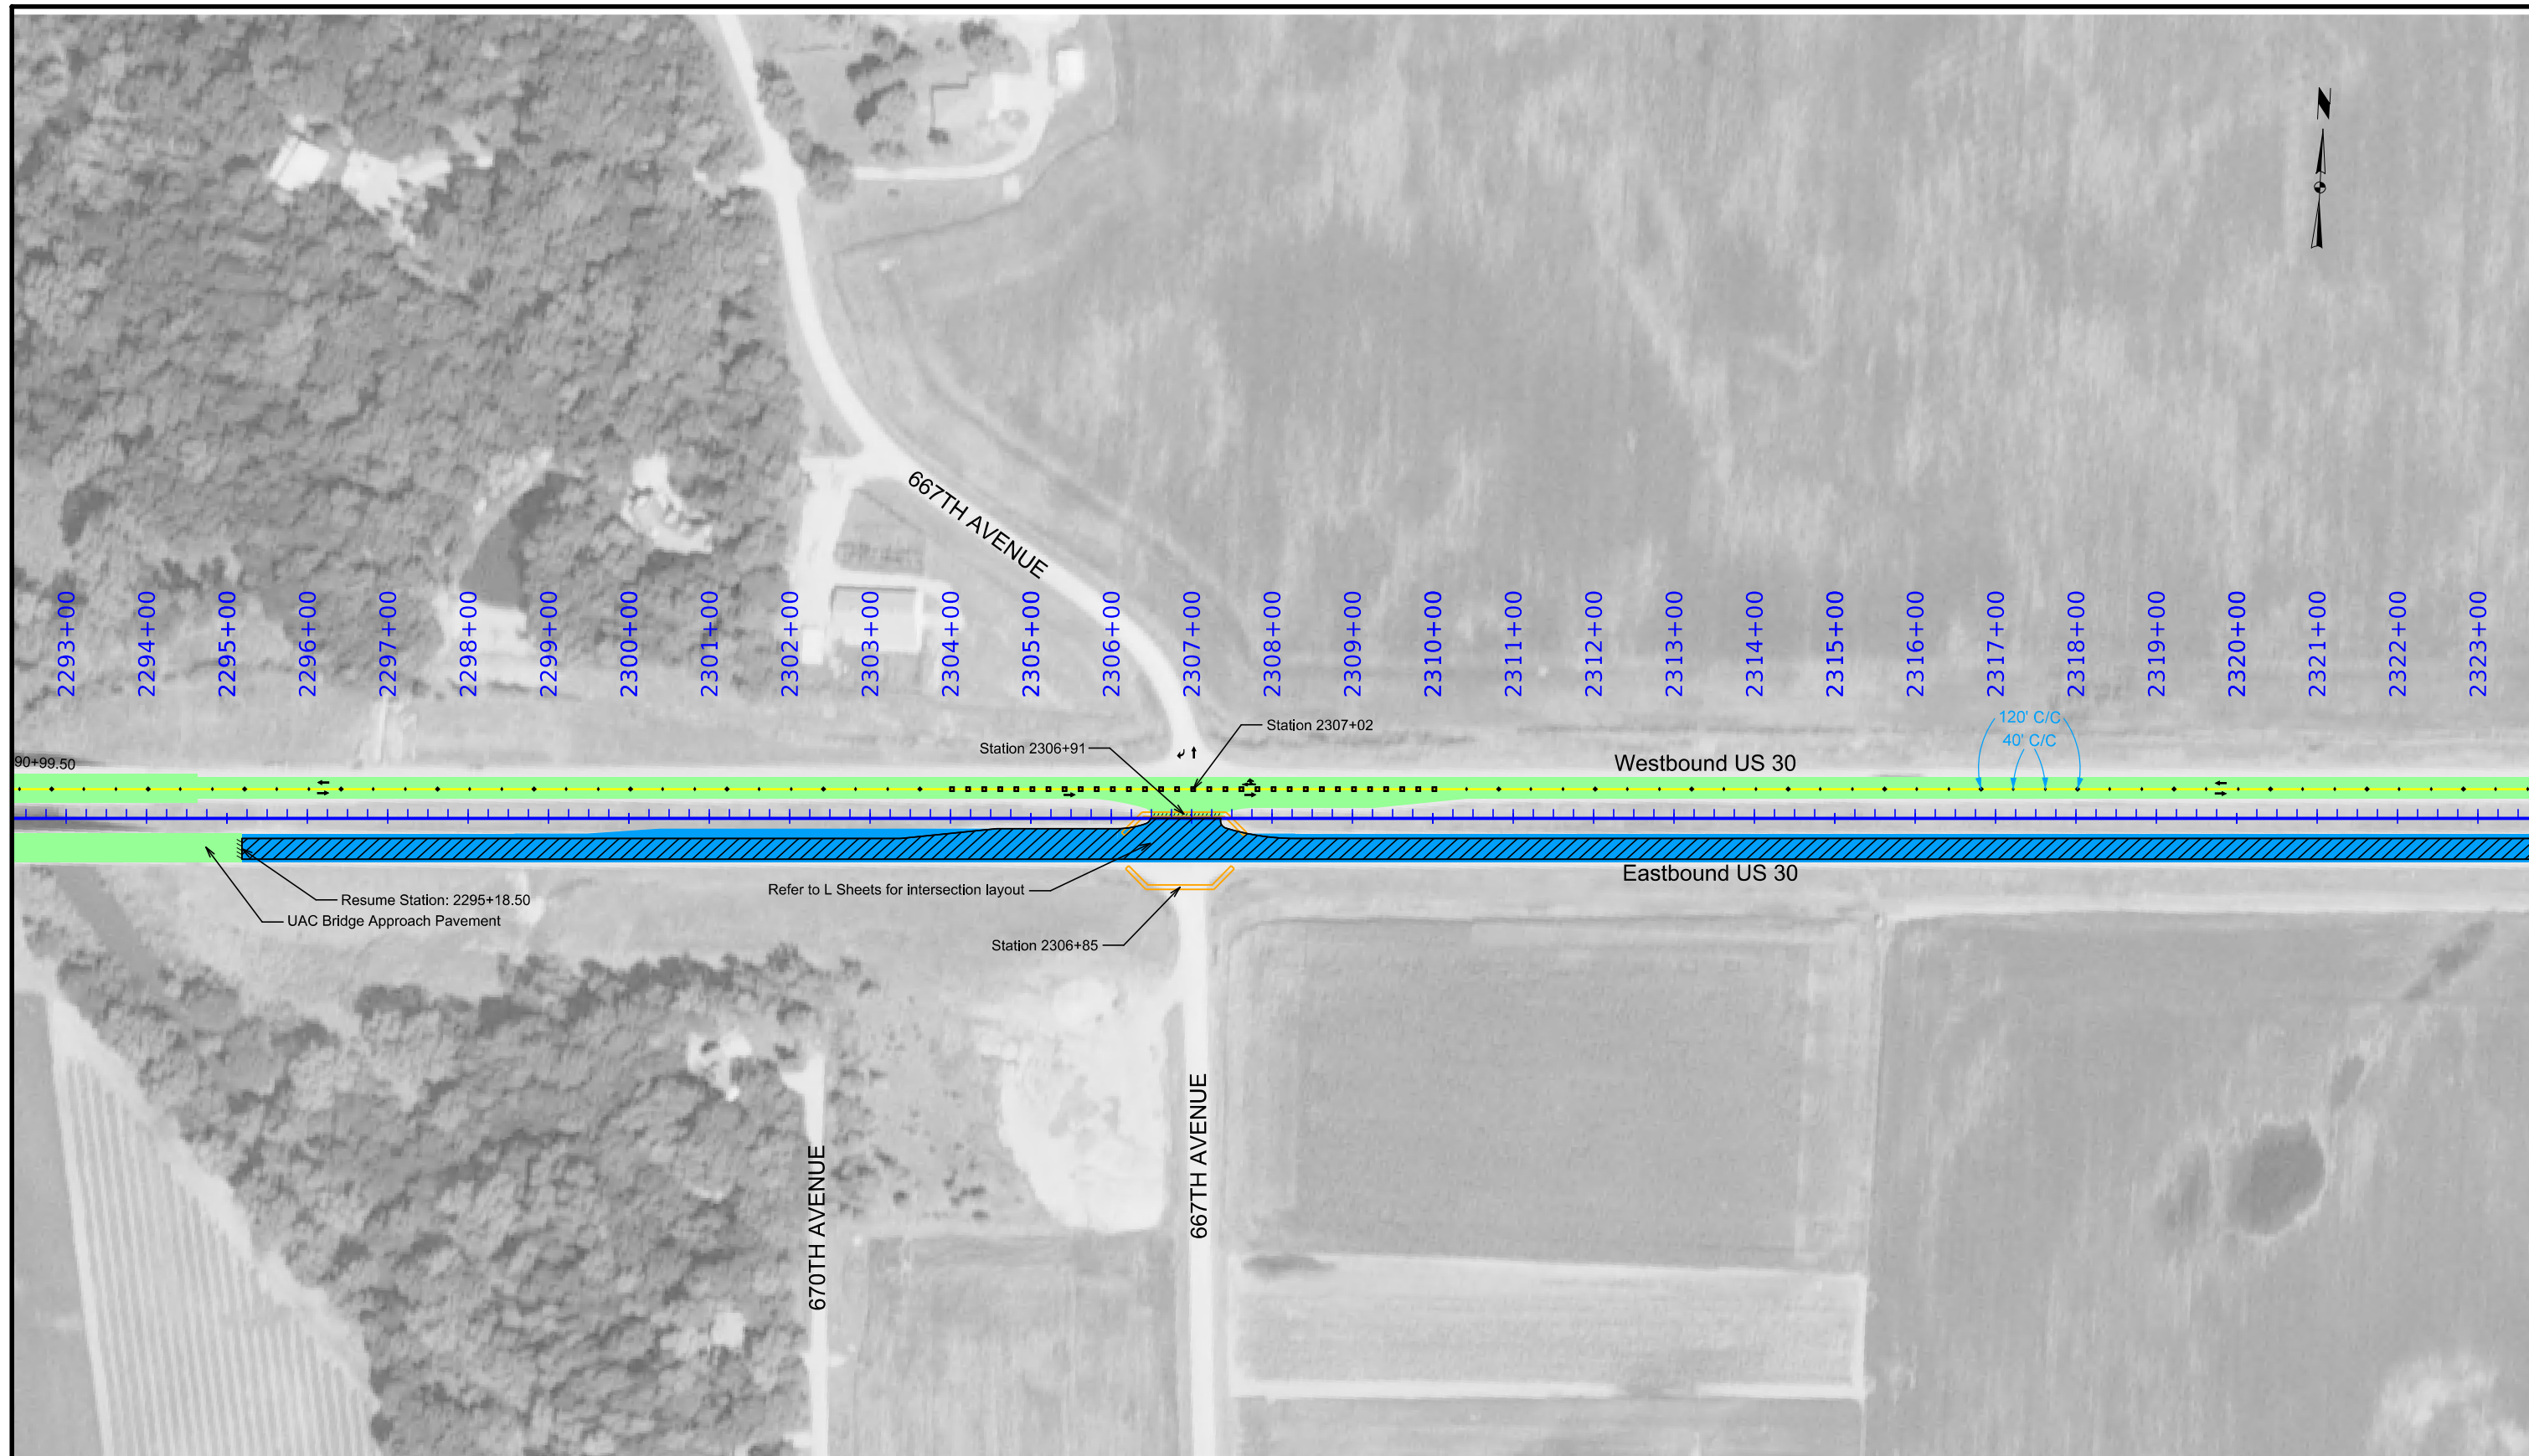 N
667TH AVENUE
2293+00
2294+00
2295+00
2296+00
2297+00
2298+00
2299+00
2300+00
2301+00
2302+00
2303+00
2304+00
2305+00
2306+00
2307+00
2308+00
2309+00
2310+00
2311+00
2312+00
2313+00
2314+00
2315+00
2316+00
2317+00
2318+00
2319+00
2320+00
2321+00
2322+00
2323+00
120' C/C
40' C/C
Station 2307+02
Station 2306+91
90+99.50
Westbound US 30
Eastbound US 30
Refer to L Sheets for intersection layout
Resume Station: 2295+18.50
UAC Bridge Approach Pavement
Station 2306+85
670TH AVENUE
667TH AVENUE